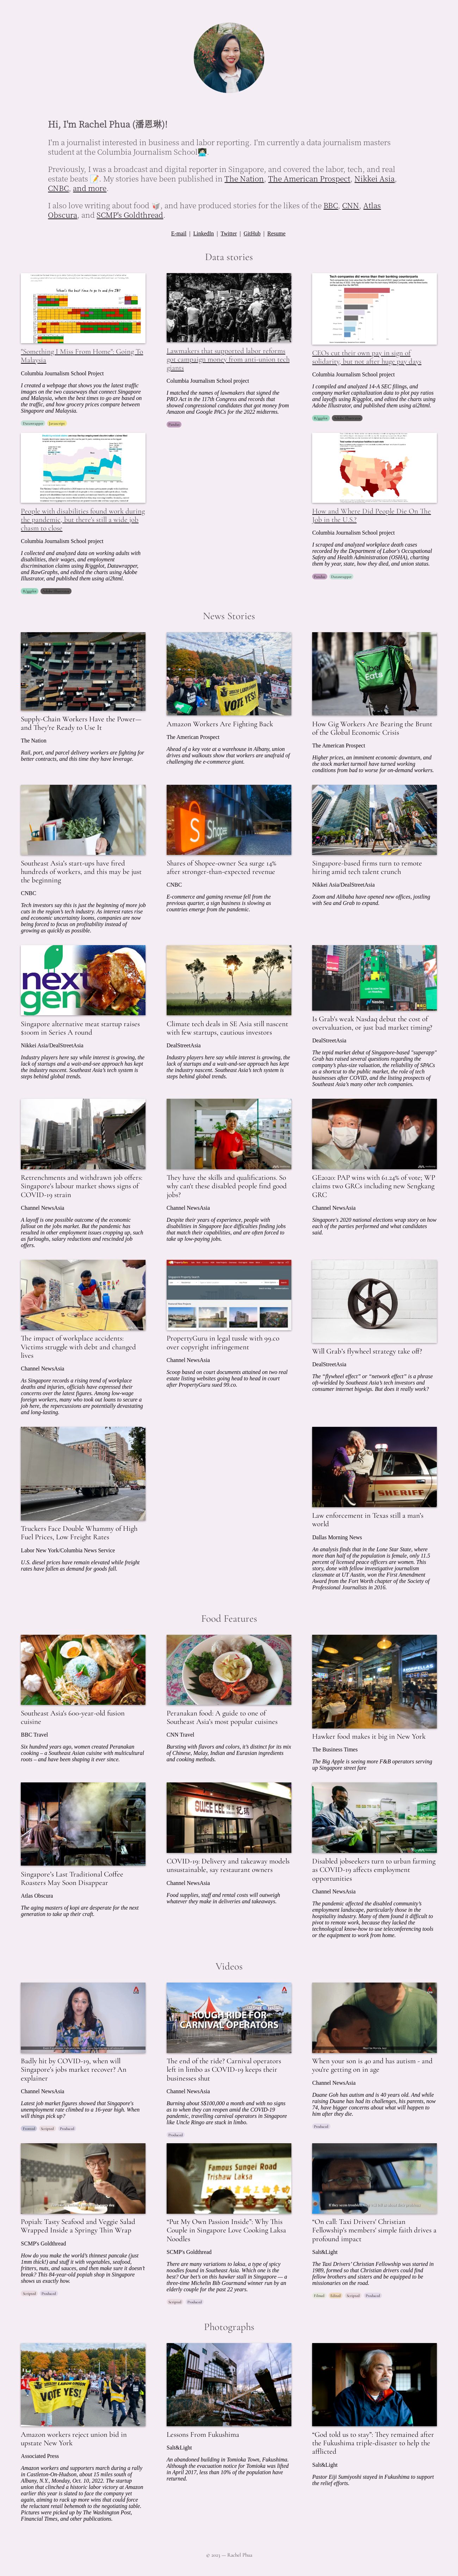 Hi, I'm Rachel Phua (潘恩琳)!
I'm a journalist interested in business and labor reporting. I'm currently a data journalism masters
student at the Columbia Journalism School
Previously, I was a broadcast and digital reporter in Singapore, and covered the labor, tech, and real
estate beats 📝. My stories have been published in The Nation, The American Prospect, Nikkei Asia,
CNBC, and more.
I also love writing about food 🥡, and have produced stories for the likes of the BBC, CNN, Atlas
Obscura, and SCMP's Goldthread.
E-mail | LinkedIn | Twitter | GitHub | Resume
Data stories
"Something I Miss From Home": Going To
Malaysia
Columbia Journalism School Project
I created a webpage that shows you the latest traffic
images on the two causeways that connect Singapore
and Malaysia, when the best time to go are based on
the traffic, and how grocery prices compare between
Singapore and Malaysia.
Datawrapper Javascript
Lawmakers that supported labor reforms
got campaign money from anti-union tech
giants
Columbia Journalism School project
I matched the names of lawmakers that signed the
PRO Act in the 117th Congress and records that
showed congressional candidates who got money from
Amazon and Google PACs for the 2022 midterms.
Pandas
CEOs cut their own pay in sign of
solidarity, but not after huge pay days
Columbia Journalism School project
I compiled and analyzed 14-A SEC filings, and
company market capitalization data to plot pay ratios
and layoffs using R/ggplot, and edited the charts using
Adobe Illustrator, and published them using ai2html.
R/ggplot Adobe Illustrator
People with disabilities found work during
the pandemic, but there's still a wide job
chasm to close
Columbia Journalism School project
I collected and analyzed data on working adults with
disabilities, their wages, and employment
discrimination claims using R/ggplot, Datawrapper,
and RawGraphs, and edited the charts using Adobe
Illustrator, and published them using ai2html.
R/ggplot Adobe Illustrator
How and Where Did People Die On The
Job in the U.S.?
Columbia Journalism School project
I scraped and analyzed workplace death cases
recorded by the Department of Labor's Occupational
Safety and Health Administration (OSHA), charting
them by year, state, how they died, and union status.
Pandas Datawrapper
News Stories
Supply-Chain Workers Have the Power—
and They're Ready to Use It
The Nation
Rail, port, and parcel delivery workers are fighting for
better contracts, and this time they have leverage.
VOTE YES!
Amazon Workers Are Fighting Back
The American Prospect
Ahead of a key vote at a warehouse in Albany, union
drives and walkouts show that workers are unafraid of
challenging the e-commerce giant.
Uber
Eats
How Gig Workers Are Bearing the Brunt
of the Global Economic Crisis
The American Prospect
Higher prices, an imminent economic downturn, and
the stock market turmoil have turned working
conditions from bad to worse for on-demand workers.
Southeast Asia's start-ups have fired
hundreds of workers, and this may be just
the beginning
CNBC
Tech investors say this is just the beginning of more job
cuts in the region's tech industry. As interest rates rise
and economic uncertainty looms, companies are now
being forced to focus on profitability instead of
growing as quickly as possible.
Shares of Shopee-owner Sea surge 14%
after stronger-than-expected revenue
CNBC
E-commerce and gaming revenue fell from the
previous quarter, a sign business is slowing as
countries emerge from the pandemic.
Singapore-based firms turn to remote
hiring amid tech talent crunch
Nikkei Asia/DealStreetAsia
Zoom and Alibaba have opened new offices, jostling
with Sea and Grab to expand.
next
gen
Singapore alternative meat startup raises
$100m in Series A round
Nikkei Asia/DealStreetAsia
Industry players here say while interest is growing, the
lack of startups and a wait-and-see approach has kept
the industry nascent. Southeast Asia's tech system is
steps behind global trends.
Climate tech deals in SE Asia still nascent
with few startups, cautious investors
DealStreetAsia
Industry players here say while interest is growing, the
lack of startups and a wait-and-see approach has kept
the industry nascent. Southeast Asia's tech system is
steps behind global trends.
Is Grab's weak Nasdaq debut the cost of
overvaluation, or just bad market timing?
DealStreetAsia
The tepid market debut of Singapore-based "superapp"
Grab has raised several questions regarding the
company's plus-size valuation, the reliability of SPACs
as a shortcut to the public market, the role of tech
businesses after COVID, and the listing prospects of
Southeast Asia's many other tech companies.
Retrenchments and withdrawn job offers:
Singapore's labour market shows signs of
COVID-19 strain
Channel NewsAsia
A layoff is one possible outcome of the economic
fallout on the job market. But the pandemic has
resulted in other employment issues cropping up, such
as furloughs, salary reductions and rescinded job
offers.
They have the skills and qualifications. So
why can't these disabled people find good
jobs?
Channel NewsAsia
Despite their years of experience, people with
disabilities in Singapore face difficulties finding jobs
that match their capabilities, and are often forced to
take up low-paying jobs.
GE2020: PAP wins with 61.24% of vote; WP
claims two GRCs including new Sengkang
GRC
Channel NewsAsia
Singapore's 2020 national elections wrap story on how
each of the parties performed and what candidates
said.
The impact of workplace accidents:
Victims struggle with debt and changed
lives
Channel NewsAsia
As Singapore records a rising trend of workplace
deaths and injuries, officials have expressed their
concerns over the latest figures. Among low-wage
foreign workers, many who took out loans to secure a
job here, the repercussions are potentially devastating
and long-lasting.
PropertyGuru in legal tussle with 99.co
over copyright infringement
Channel NewsAsia
Scoop based on court documents attained on two real
estate listing websites going head to head in court
after PropertyGuru sued 99.co.
Will Grab's flywheel strategy take off?
DealStreetAsia
The "flywheel effect" or "network effect" is a phrase
oft-wielded by Southeast Asia's tech investors and
consumer internet bigwigs. But does it really work?
Truckers Face Double Whammy of High
Fuel Prices, Low Freight Rates
Labor New York/Columbia News Service
U.S. diesel prices have remain elevated while freight
rates have fallen as demand for goods fall.
SHERIFF
Law enforcement in Texas still a man's
world
Dallas Morning News
An analysis finds that in the Lone Star State, where
more than half of the population is female, only 11.5
percent of licensed peace officers are women. This
story, done with fellow investigative journalism
classmate at UT Austin, won the First Amendment
Award from the Fort Worth chapter of the Society of
Professional Journalists in 2016.
Food Features
Southeast Asia's 600-year-old fusion
cuisine
BBC Travel
Six hundred years ago, women created Peranakan
cooking – a Southeast Asian cuisine with multicultural
roots – and have been shaping it ever since.
Peranakan food: A guide to one of
Southeast Asia's most popular cuisines
CNN Travel
Bursting with flavors and colors, it's distinct for its mix
of Chinese, Malay, Indian and Eurasian ingredients
and cooking methods.
Hawker food makes it big in New York
The Business Times
The Big Apple is seeing more F&B operators serving
up Singapore street fare
Singapore's Last Traditional Coffee
Roasters May Soon Disappear
Atlas Obscura
The aging masters of kopi are desperate for the next
generation to take up their craft.
COVID-19: Delivery and takeaway models
unsustainable, say restaurant owners
Channel NewsAsia
Food supplies, staff and rental costs will outweigh
whatever they make in deliveries and takeaways.
Disabled jobseekers turn to urban farming
as COVID-19 affects employment
opportunities
Channel NewsAsia
The pandemic affected the disabled community's
employment landscape, particularly those in the
hospitality industry. Many of them found it difficult to
pivot to remote work, because they lacked the
technological know-how to use teleconferencing tools
or the equipment to work from home.
Videos
Badly hit by COVID-19, when will
Singapore's jobs market recover? An
explainer
Channel NewsAsia
Latest job market figures showed that Singapore's
unemployment rate climbed to a 16-year high. When
will things pick up?
Scripted Produced
ROUGH RIDE FOR
CARNIVAL OPERATORS
The end of the ride? Carnival operators
left in limbo as COVID-19 keeps their
businesses shut
Channel NewsAsia
Burning about S$100,000 a month and with no signs
as to when they can reopen amid the COVID-19
pandemic, travelling carnival operators in Singapore
like Uncle Ringo are stuck in limbo.
Produced
When your son is 40 and has autism - and
you're getting on in age
Channel NewsAsia
Duane Goh has autism and is 40 years old. And while
raising Duane has had its challenges, his parents, now
74, have bigger concerns about what will happen to
him after they die.
Produced
Popiah: Tasty Seafood and Veggie Salad
Wrapped Inside a Springy Thin Wrap
SCMP's Goldthread
How do you make the world's thinnest pancake (just
1mm thick!) and stuff it with vegetables, seafood,
fritters, nuts, and sauces, and then make sure it doesn't
break? This 84-year-old popiah shop in Singapore
shows us exactly how.
Scripted Produced
Famous Sungei Road
Trishaw Laksa
"Put My Own Passion Inside": Why This
Couple in Singapore Love Cooking Laksa
Noodles
SCMP's Goldthread
There are many variations to laksa, a type of spicy
noodles found in Southeast Asia. Which one is the
best? Our bet's on this hawker stall in Singapore — a
three-time Michelin Bib Gourmand winner run by an
elderly couple for the past 22 years.
Scripted Produced
"On call: Taxi Drivers' Christian
Fellowship's members' simple faith drives a
profound impact
Salt&Light
The Taxi Drivers' Christian Fellowship was started in
1989, formed so that Christian drivers could find
fellow brothers and sisters and be equipped to be
missionaries on the road.
Filmed Edited Scripted Produced
Photographs
VOTE YES!
Amazon workers reject union bid in
upstate New York
Associated Press
Amazon workers and supporters march during a rally
in Castleton-On-Hudson, about 15 miles south of
Albany, N.Y., Monday, Oct. 10, 2022. The startup
union that clinched a historic labor victory at Amazon
earlier this year is slated to face the company yet
again, aiming to rack up more wins that could force
the reluctant retail behemoth to the negotiating table.
Pictures were picked up by The Washington Post,
Financial Times, and other publications.
Lessons From Fukushima
Salt&Light
An abandoned building in Tomioka Town, Fukushima.
Although the evacuation notice for Tomioka was lifted
in April 2017, less than 10% of the population have
returned.
"God told us to stay": They remained after
the Fukushima triple-disaster to help the
afflicted
Salt&Light
Pastor Eiji Sumiyoshi stayed in Fukushima to support
the relief efforts.
© 2023 — Rachel Phua